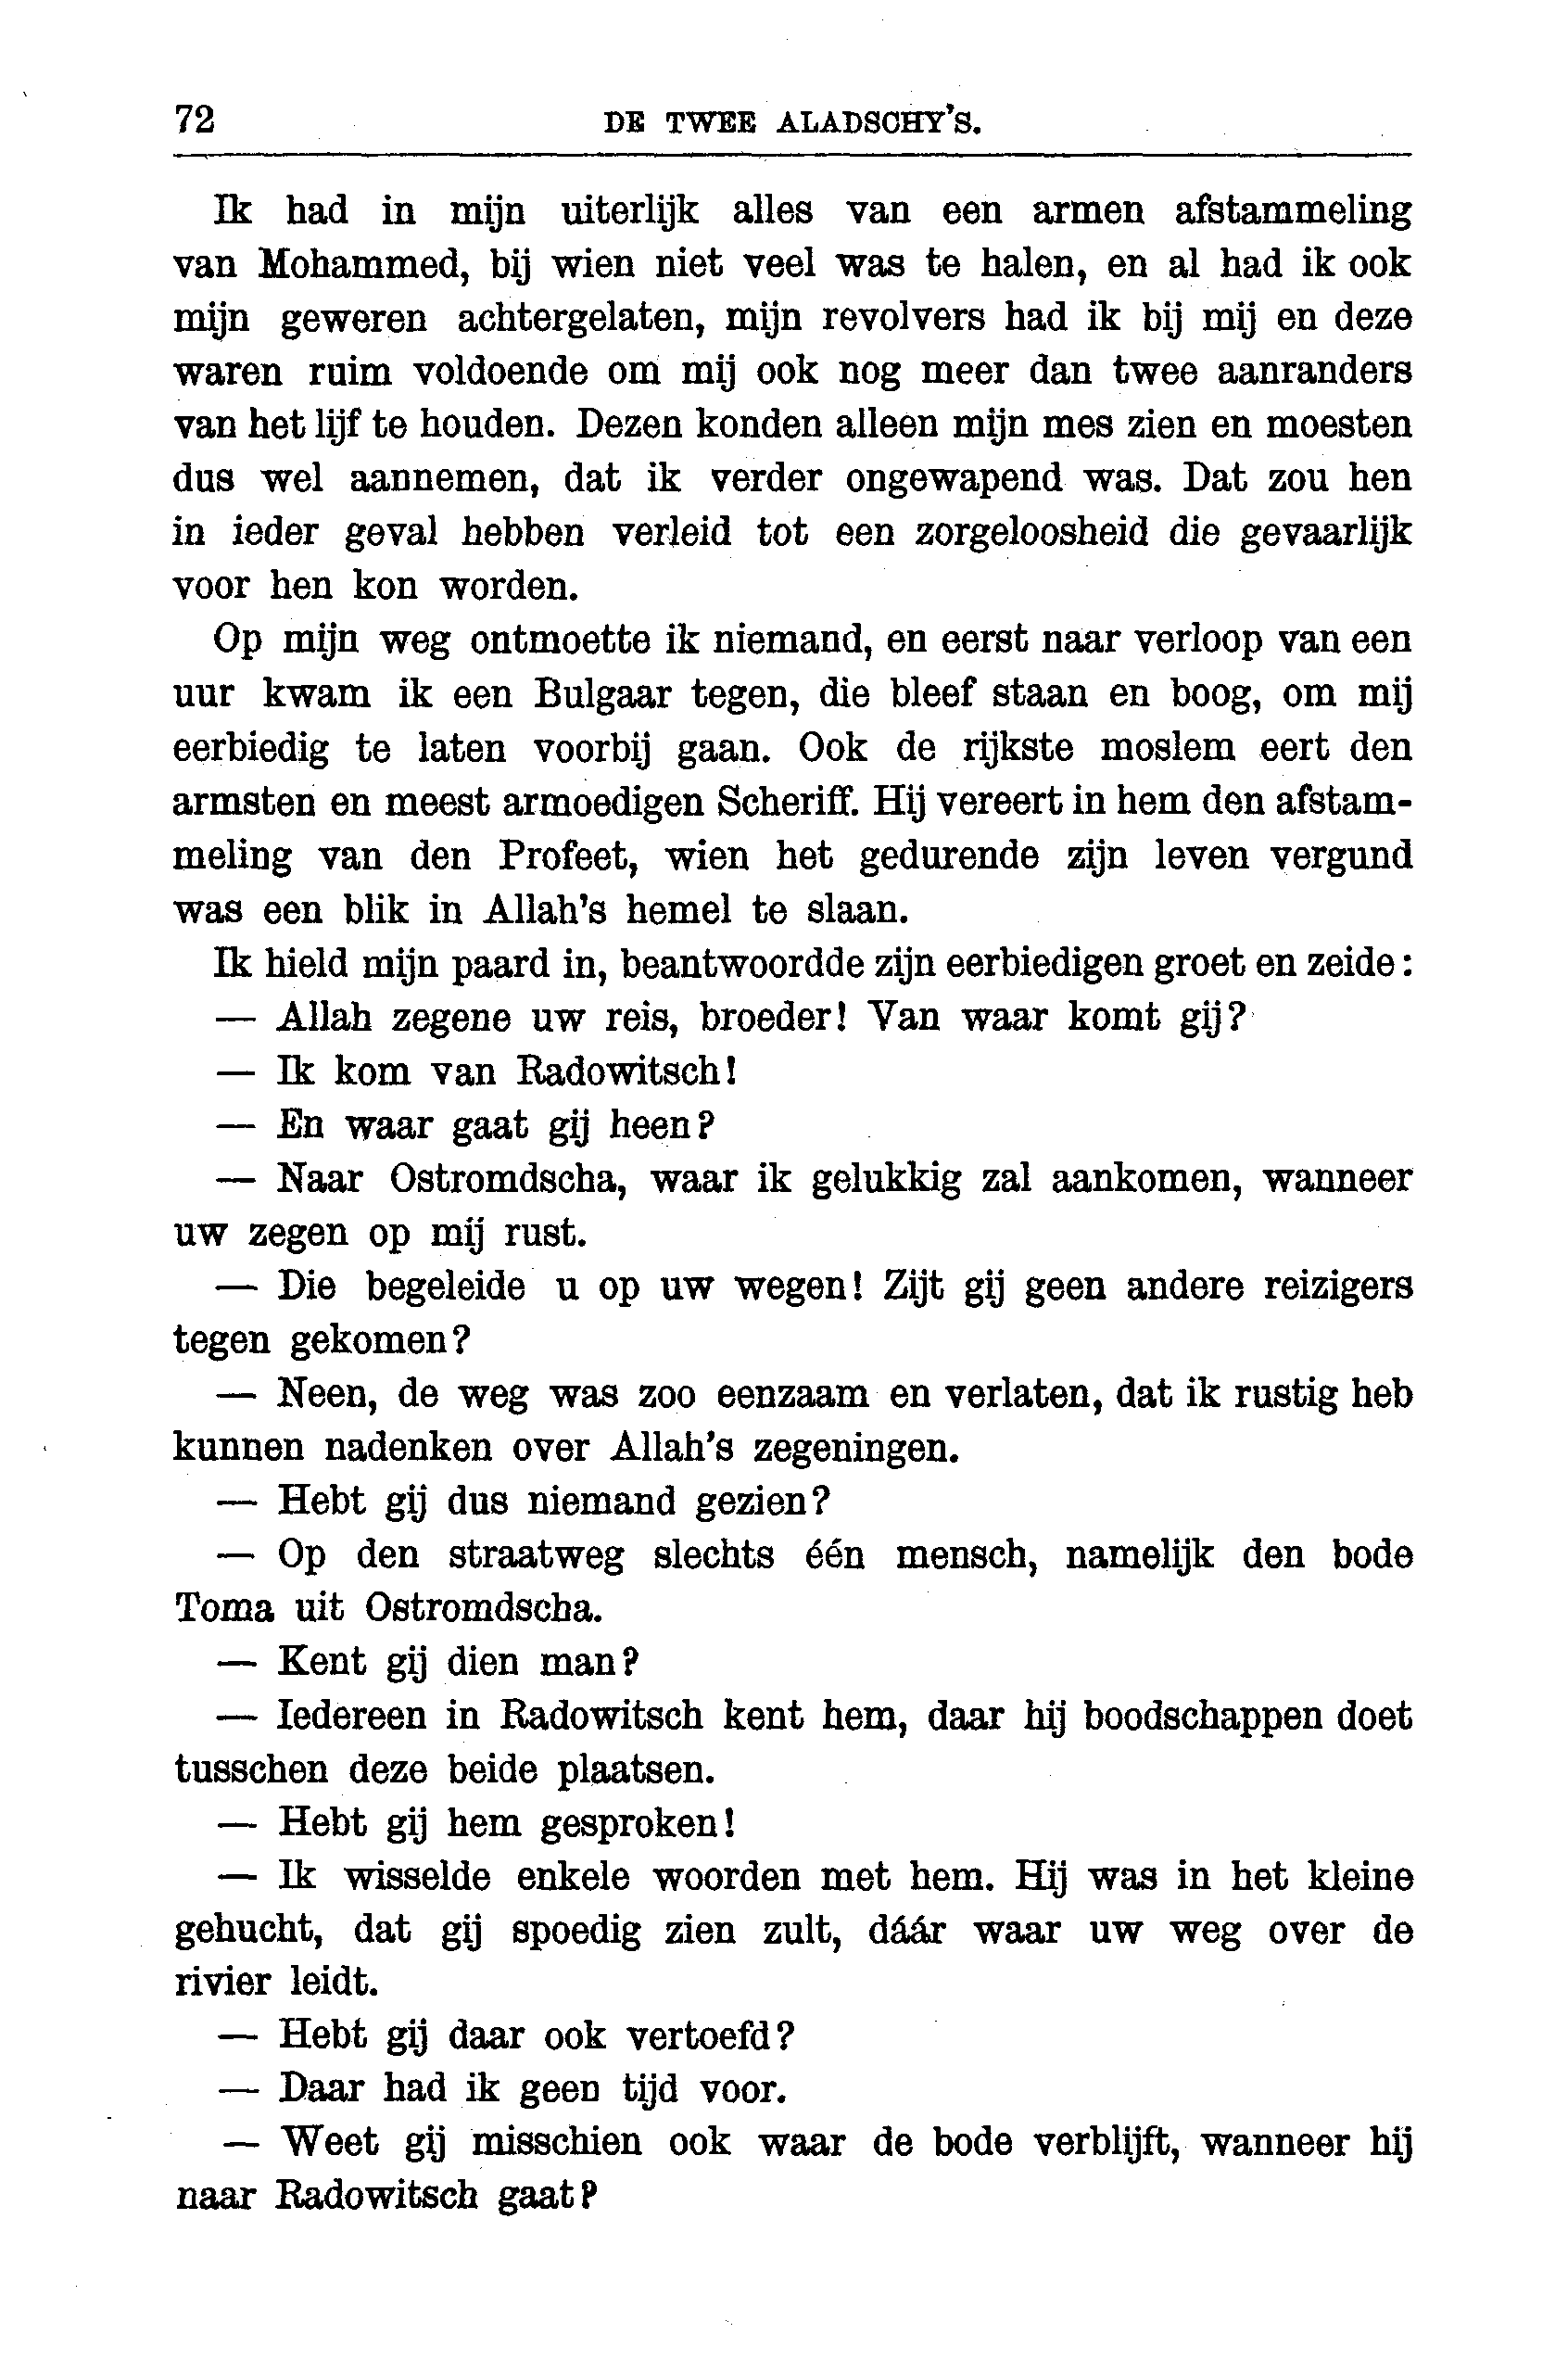 72 DE TWEE ALADSCHY'S.
Ik had in mijn uiterlijk alles van een armen afstammeling
van Mohammed, bij wien niet veel was te halen, en al had ik ook
mijn geweren achtergelaten, mijn revolvers had ik bij mij en deze
waren ruim voldoende om mij ook nog meer dan twee aanranders
van het lijf te houden. Dezen konden alleen mijn mes zien en moesten
dus wel aannemen, dat ik verder ongewapend was. Dat zou hen
in ieder geval hebben verleid tot een zorgeloosheid die gevaarlijk
voor hen kon worden.
Op mijn weg ontmoette ik niemand, en eerst naar verloop van een
uur kwam ik een Bulgaar tegen, die bleef staan en boog, om mij
eerbiedig te laten voorbij gaan. Ook de rijkste moslem eert den
armsten en meest armoedigen Scheriff. Hij vereert in hem den afstam-
meling van den Profeet, wien het gedurende zijn leven vergund
was een blik in Allah's hemel te slaan.
Ik hield mijn paard in, beantwoordde zijn eerbiedigen groet en zeide:
— Allah zegene uw reis, broeder! Van waar komt gij?
— Ik kom van Radowitsch!
— En waar gaat gij heen?
— Naar Ostromdscha, waar ik gelukkig zal aankomen, wanneer
uw zegen op mij rust.
— Die begeleide u op uw wegen! Zijt gij geen andere reizigers
tegen gekomen?
— Neen, de weg was zoo eenzaam en verlaten, dat ik rustig heb
kunnen nadenken over Allah's zegeningen.
— Hebt gij dus niemand gezien?
— Op den straatweg slechts één mensch, namelijk den bode
Toma uit Ostromdscha.
— Kent gij dien man?
— Iedereen in Radowitsch kent hem, daar hij boodschappen doet
tusschen deze beide plaatsen.
— Hebt gij hem gesproken!
— Ik wisselde enkele woorden met hem. Hij was in het kleine
gehucht, dat gij spoedig zien zult, dáár waar uw weg over de
rivier leidt.
— Hebt gij daar ook vertoefd?
— Daar had ik geen tijd voor.
— Weet gij misschien ook waar de bode verblijft, wanneer hij
naar Radowitsch gaat?